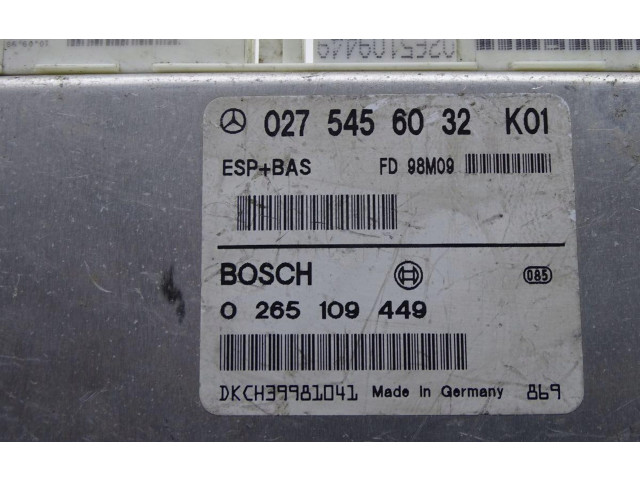 027 545 60 32 K01
ESP+BAS FD 98M09
BOSCH 085
0 265 109 449
DKCH39981041 Made in Germany 869